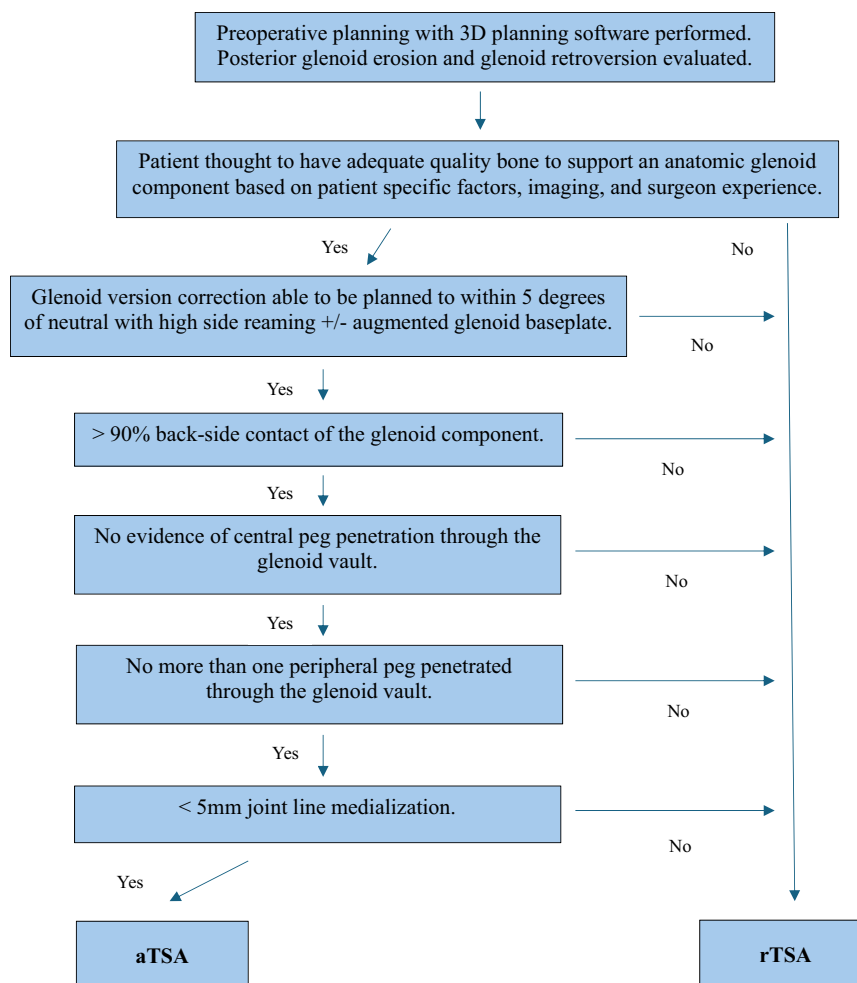 Preoperative planning with 3D planning software performed.
Posterior glenoid erosion and glenoid retroversion evaluated.
Patient thought to have adequate quality bone to support an anatomic glenoid
component based on patient specific factors, imaging, and surgeon experience.
Yes
No
Glenoid version correction able to be planned to within 5 degrees
of neutral with high side reaming +/- augmented glenoid baseplate.
No
Yes
> 90% back-side contact of the glenoid component.
No
Yes
No evidence of central peg penetration through the
glenoid vault.
No
Yes
No more than one peripheral peg penetrated
through the glenoid vault.
No
Yes
< 5mm joint line medialization.
No
Yes
aTSA
rTSA